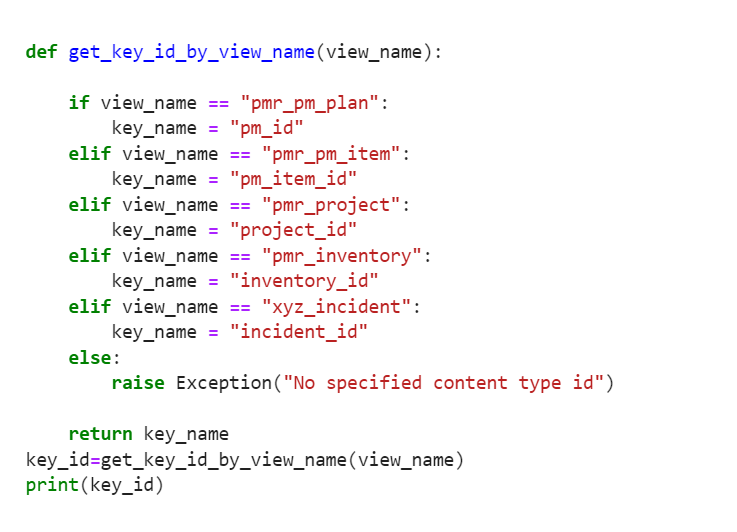 def get_key_id_by_view_name(view_name):
    if view_name == "pmr_pm_plan":
        key_name = "pm_id"
    elif view_name == "pmr_pm_item":
        key_name = "pm_item_id"
    elif view_name == "pmr_project":
        key_name = "project_id"
    elif view_name == "pmr_inventory":
        key_name = "inventory_id"
    elif view_name == "xyz_incident":
        key_name = "incident_id"
    else:
        raise Exception("No specified content type id")
    return key_name
key_id=get_key_id_by_view_name(view_name)
print(key_id)